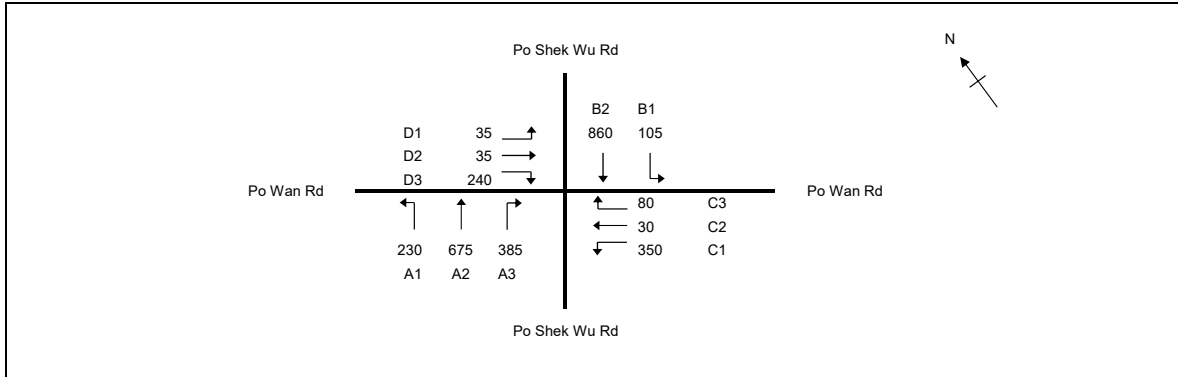 N
Po Shek Wu Rd
B2 B1
D1 35 860 105
D2 35
D3 240
Po Wan Rd Po Wan Rd
80 C3
30 C2
230 675 385 350 C1
A1 A2 A3
Po Shek Wu Rd